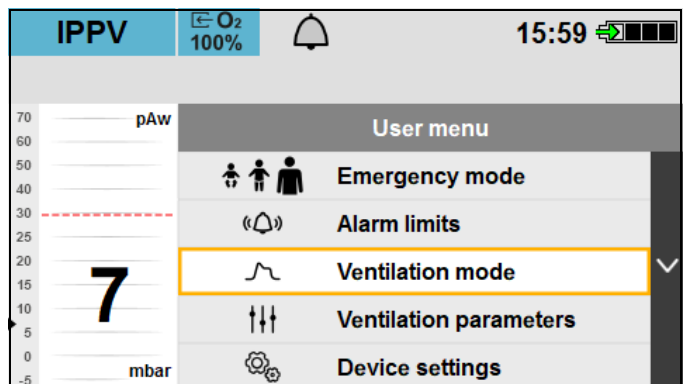 IPPV
O₂
100%
15:59
70
pAw
60
50
40
30
25
20
15
10
5
0
-5
7
mbar
User menu
Emergency mode
Alarm limits
Ventilation mode
Ventilation parameters
Device settings